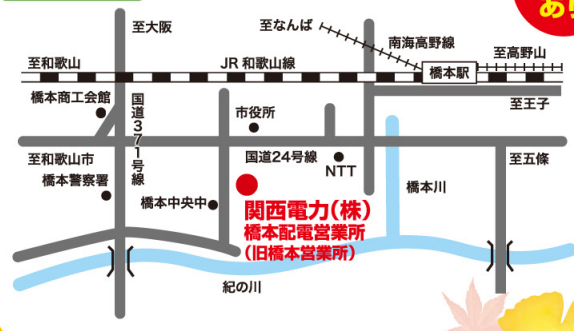 あり
至なんば
至大阪
南海高野線
至高野山
至和歌山
JR 和歌山線
橋本駅
橋本商工会館
国道371号線
市役所
至王子
至和歌山市
国道24号線
NTT
至五條
橋本警察署
橋本中央中
橋本川
関西電力(株)
橋本配電営業所
(旧橋本営業所)
紀の川